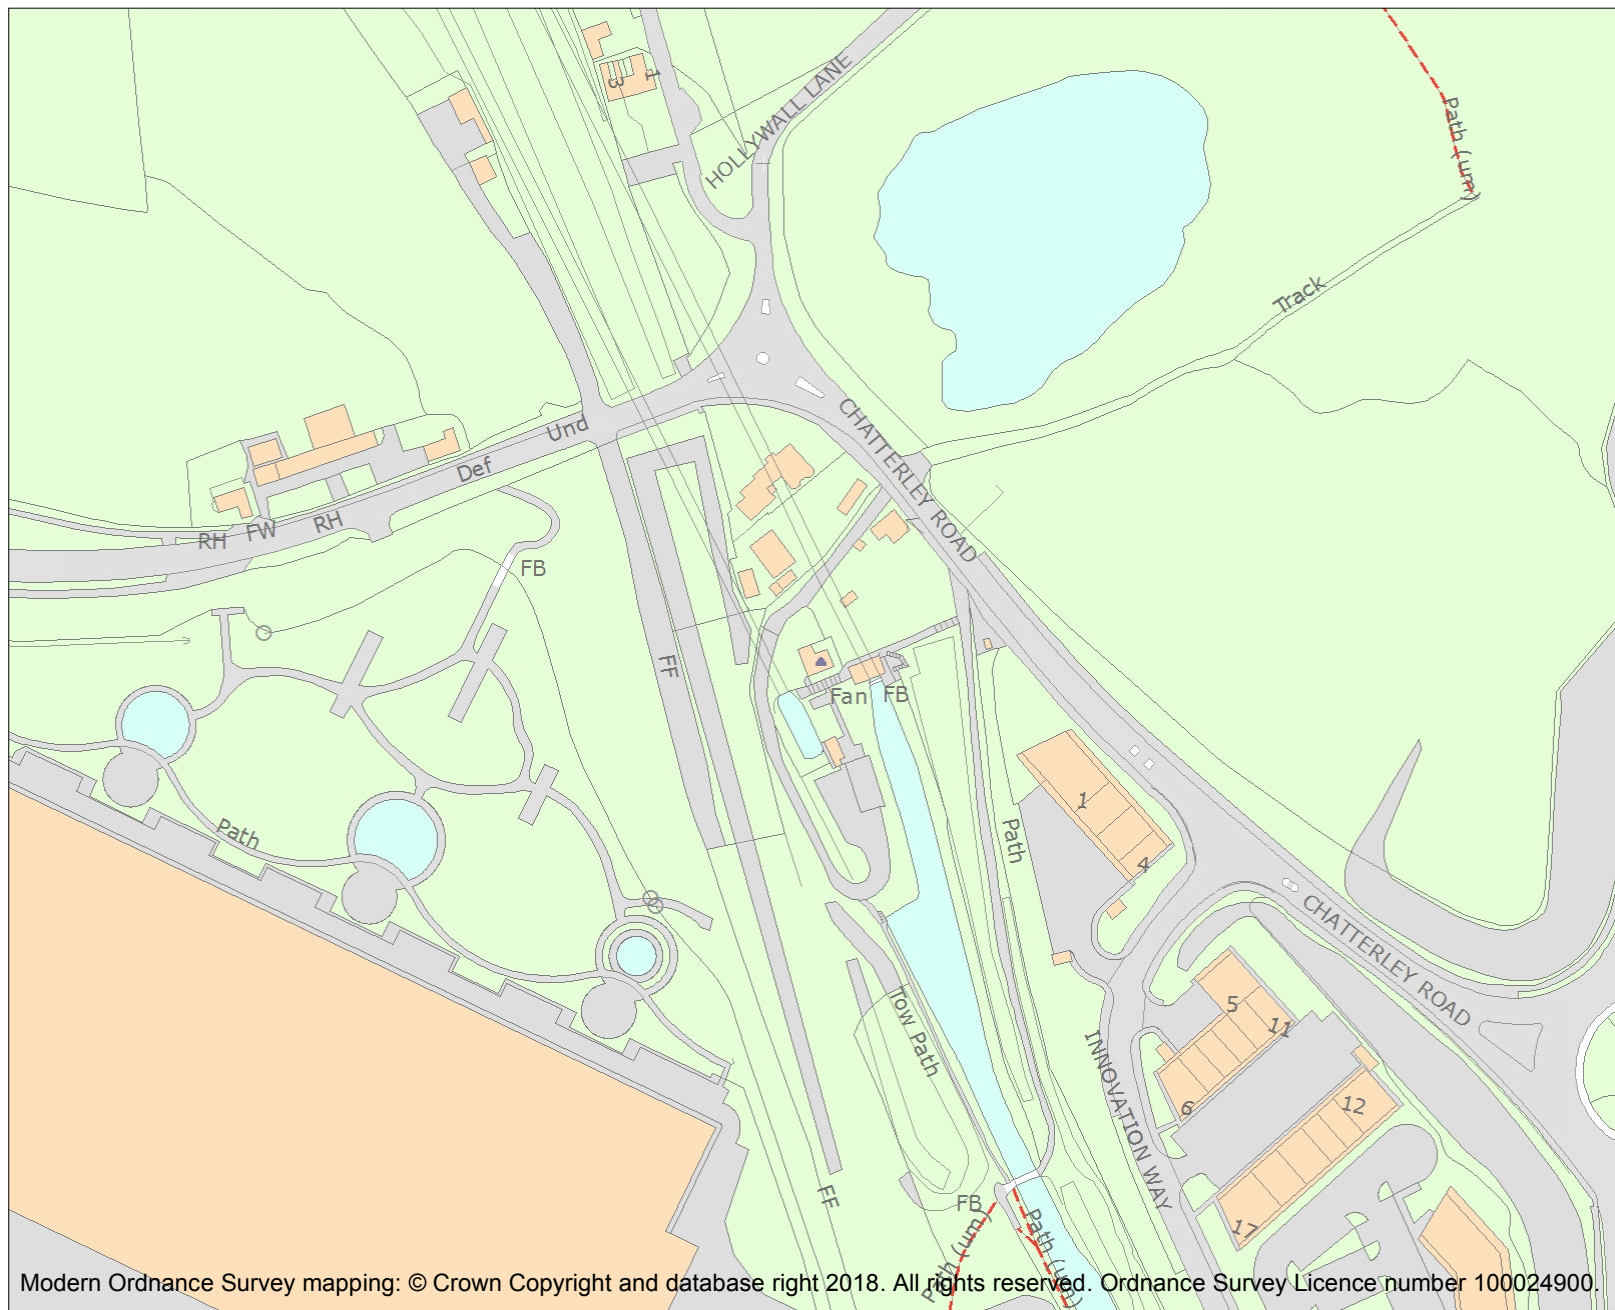 1
3
HOLLYWALL LANE
Path (um)
Track
CHATTERLEY ROAD
Und
Def
RH
FW
RH
FB
FF
Fan
FB
Path
1
4
Path
CHATTERLEY ROAD
5
11
Tow Path
6
12
INNOVATION WAY
FF
FB
17
Path (um)
Path (um)
Modern Ordnance Survey mapping: © Crown Copyright and database right 2018. All rights reserved. Ordnance Survey Licence number 100024900.